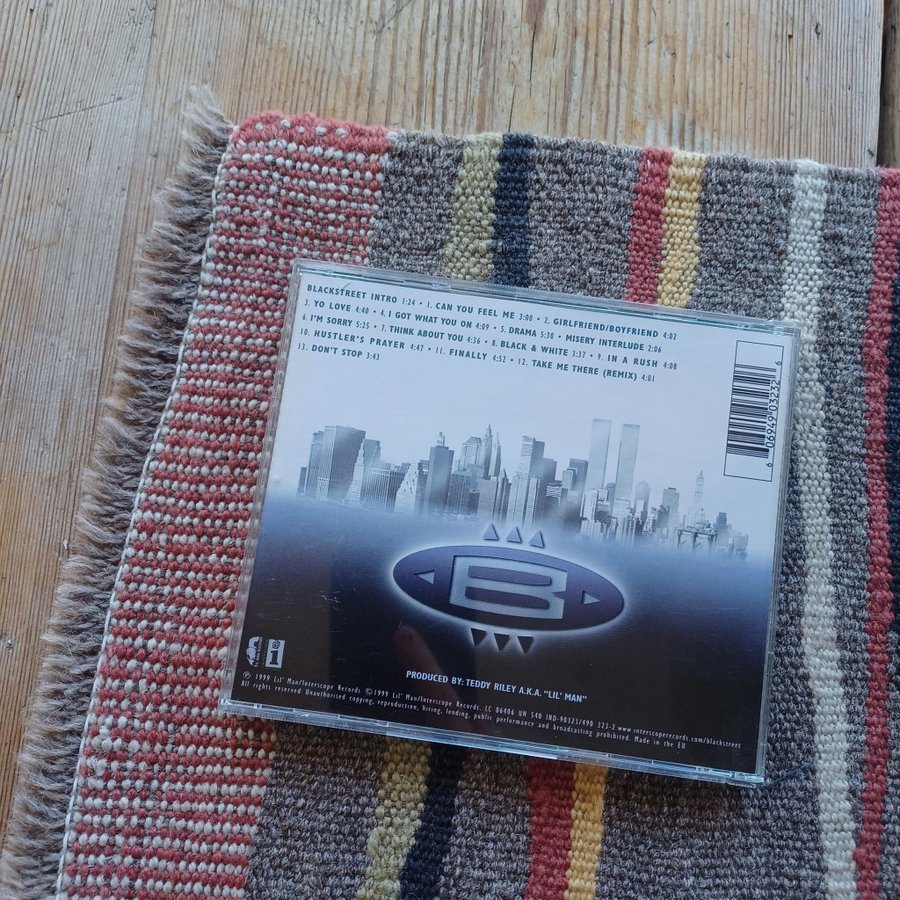 BLACKSTREET INTRO 1:24 • 1. CAN YOU FEEL ME 3:00 • 2. GIRLFRIEND/BOYFRIEND 4:02
3. YO LOVE 4:40 • 4. I GOT WHAT YOU ON 4:09 • 5. DRAMA 5:30 • MISERY INTERLUDE 2:06
6. I'M SORRY 5:25 • 7. THINK ABOUT YOU 4:36 • 8. BLACK & WHITE 3:37 • 9. IN A RUSH 4:08
10. HUSTLER'S PRAYER 4:47 • 11. FINALLY 4:52 • 12. TAKE ME THERE (REMIX) 4:01
13. DON'T STOP 3:43
6 06949 03232 6
B
i
PRODUCED BY: TEDDY RILEY A.K.A. "LIL' MAN"
℗ 1999 Lil' Man/Interscope Records ©1999 Lil' Man/Interscope Records. LC 06406 UN 540 IND-90323/490 323-2 www.interscoperecords.com/blackstreet
All rights reserved Unauthorised copying, reproduction, hiring, lending, public performance and broadcasting prohibited. Made in the EU